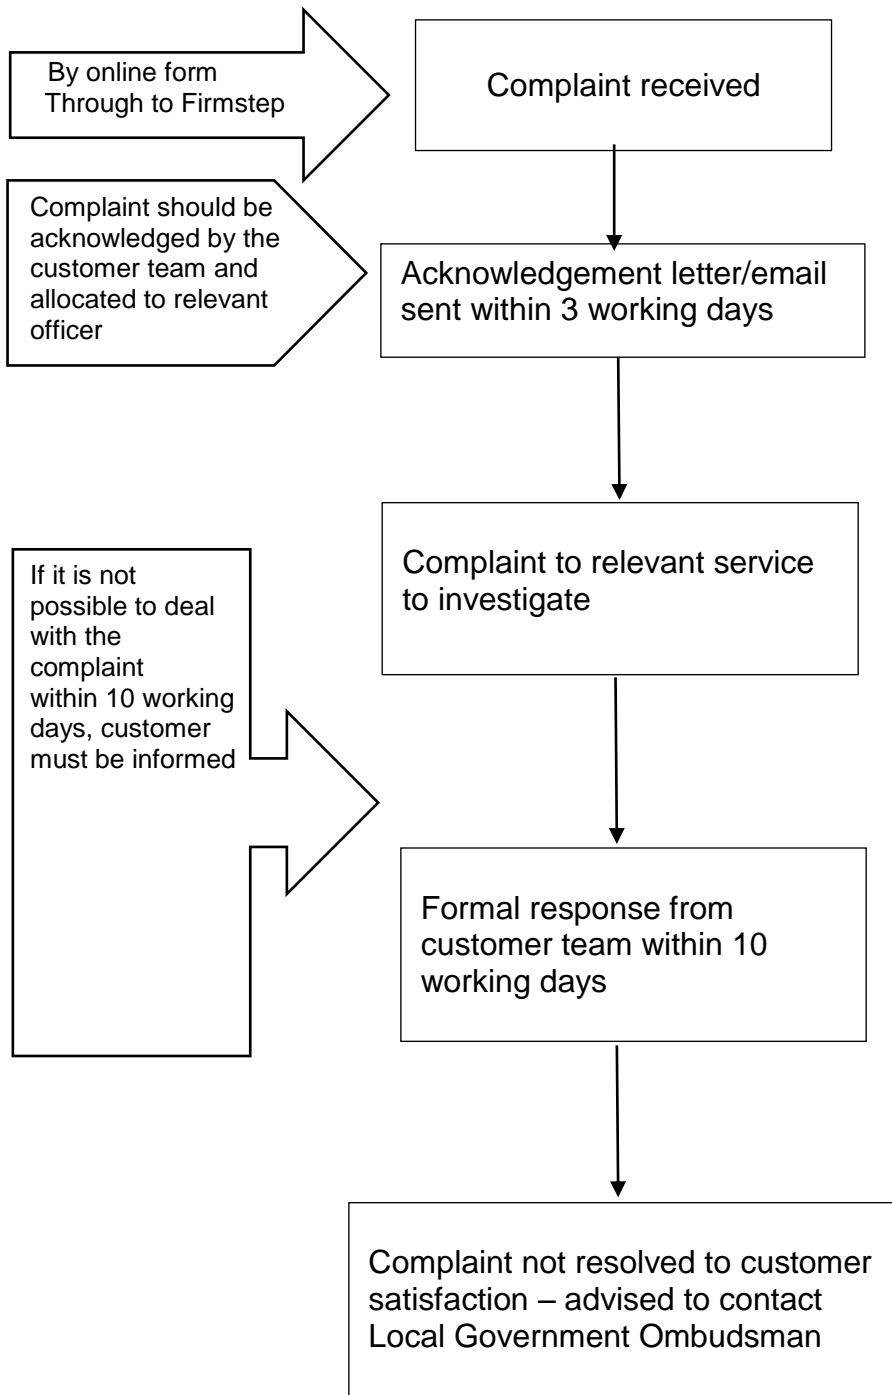 By online form
Through to Firmstep
Complaint received
Complaint should be
acknowledged by the
customer team and
allocated to relevant
officer
Acknowledgement letter/email
sent within 3 working days
Complaint to relevant service
to investigate
If it is not
possible to deal
with the
complaint
within 10 working
days, customer
must be informed
Formal response from
customer team within 10
working days
Complaint not resolved to customer
satisfaction – advised to contact
Local Government Ombudsman